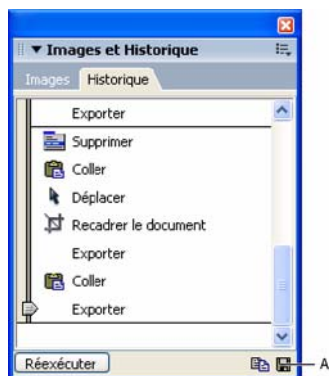 Images et Historique
Images Historique
Exporter
Supprimer
Coller
Déplacer
Recadrer le document
Exporter
Coller
Exporter
Réexécuter
A